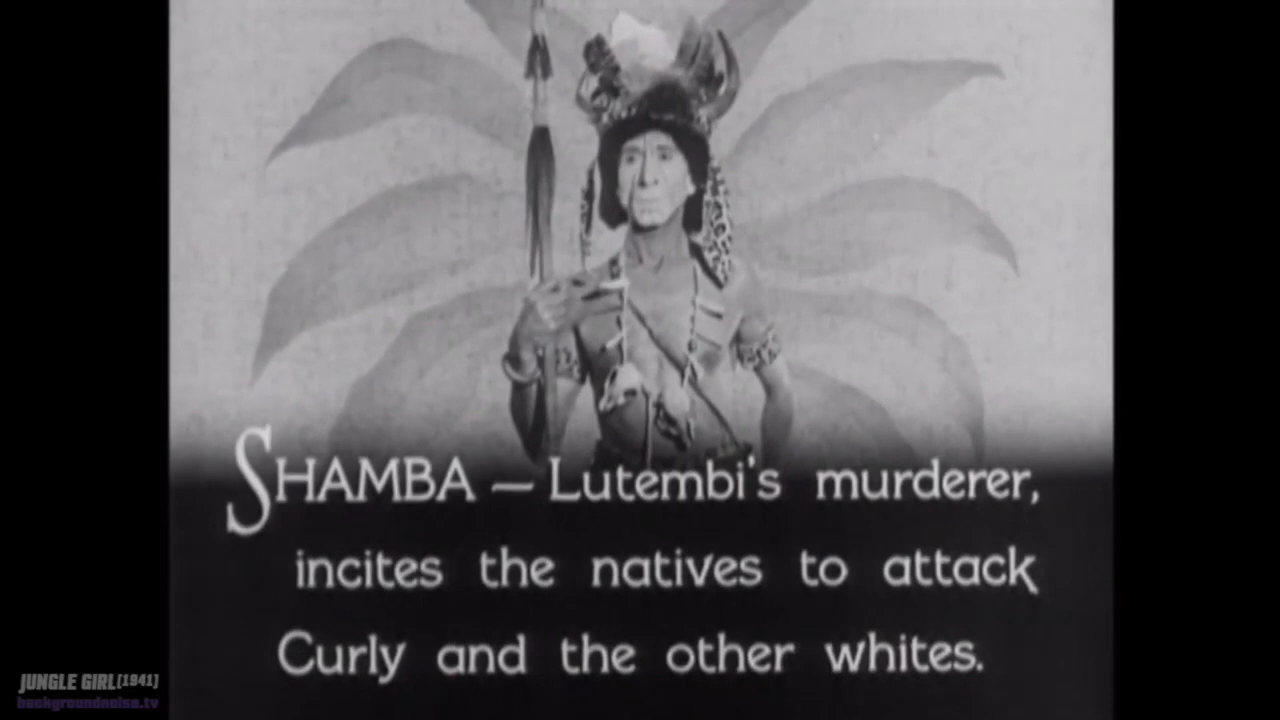 SHAMBA — Lutembi's murderer,
incites the natives to attack
Curly and the other whites.
JUNGLE GIRL[1941]
backgroundnoise.tv